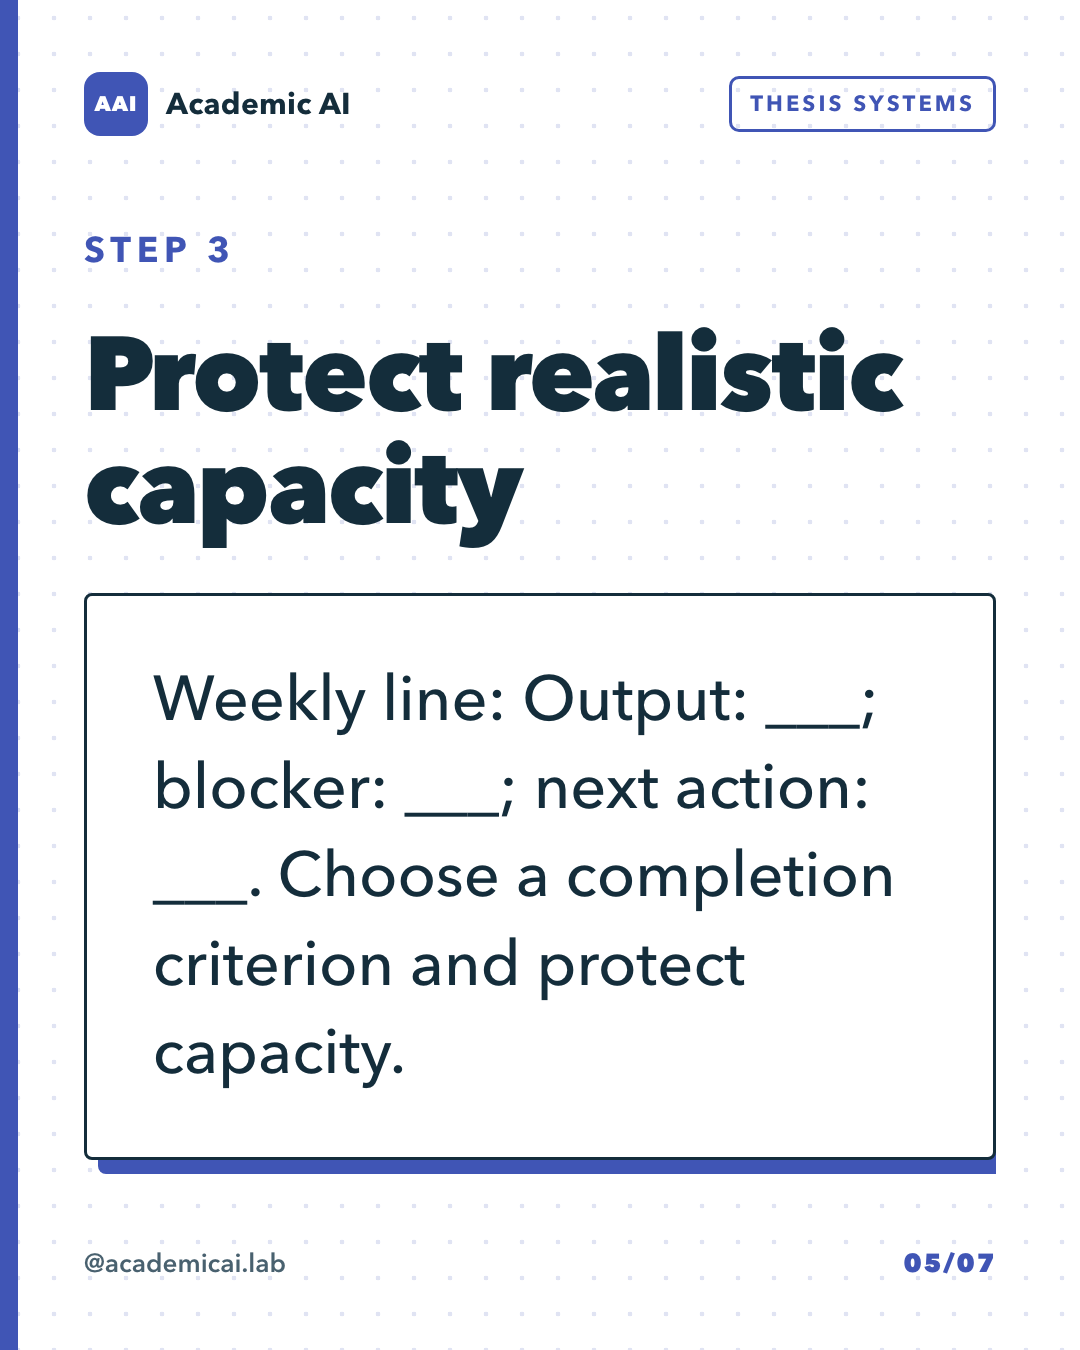 AAI
Academic AI
THESIS SYSTEMS
STEP 3
Protect realistic
capacity
Weekly line: Output: ___;
blocker: ___; next action:
___. Choose a completion
criterion and protect
capacity.
@academicai.lab
05/07